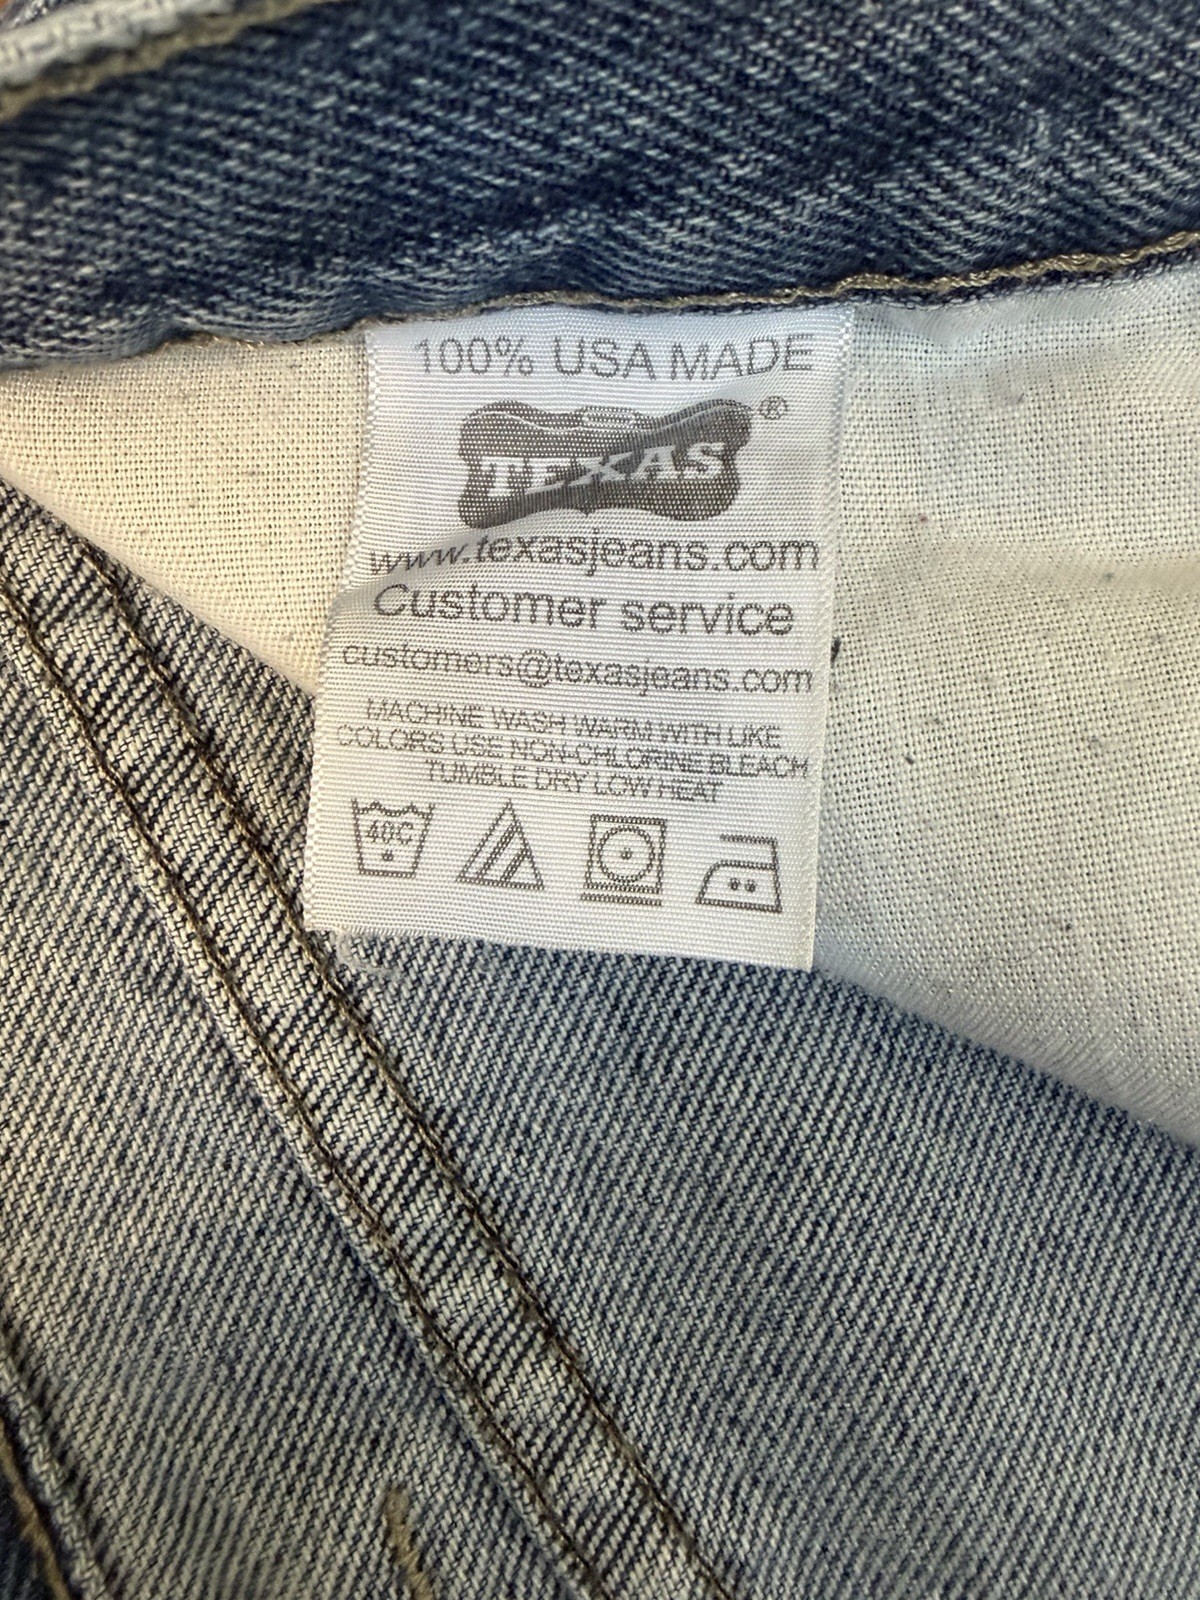 100% USA MADE
TEXAS®
www.texasjeans.com
Customer service
customers@texasjeans.com
MACHINE WASH WARM WITH LIKE
COLORS USE NON-CHLORINE BLEACH
TUMBLE DRY LOW HEAT
40C